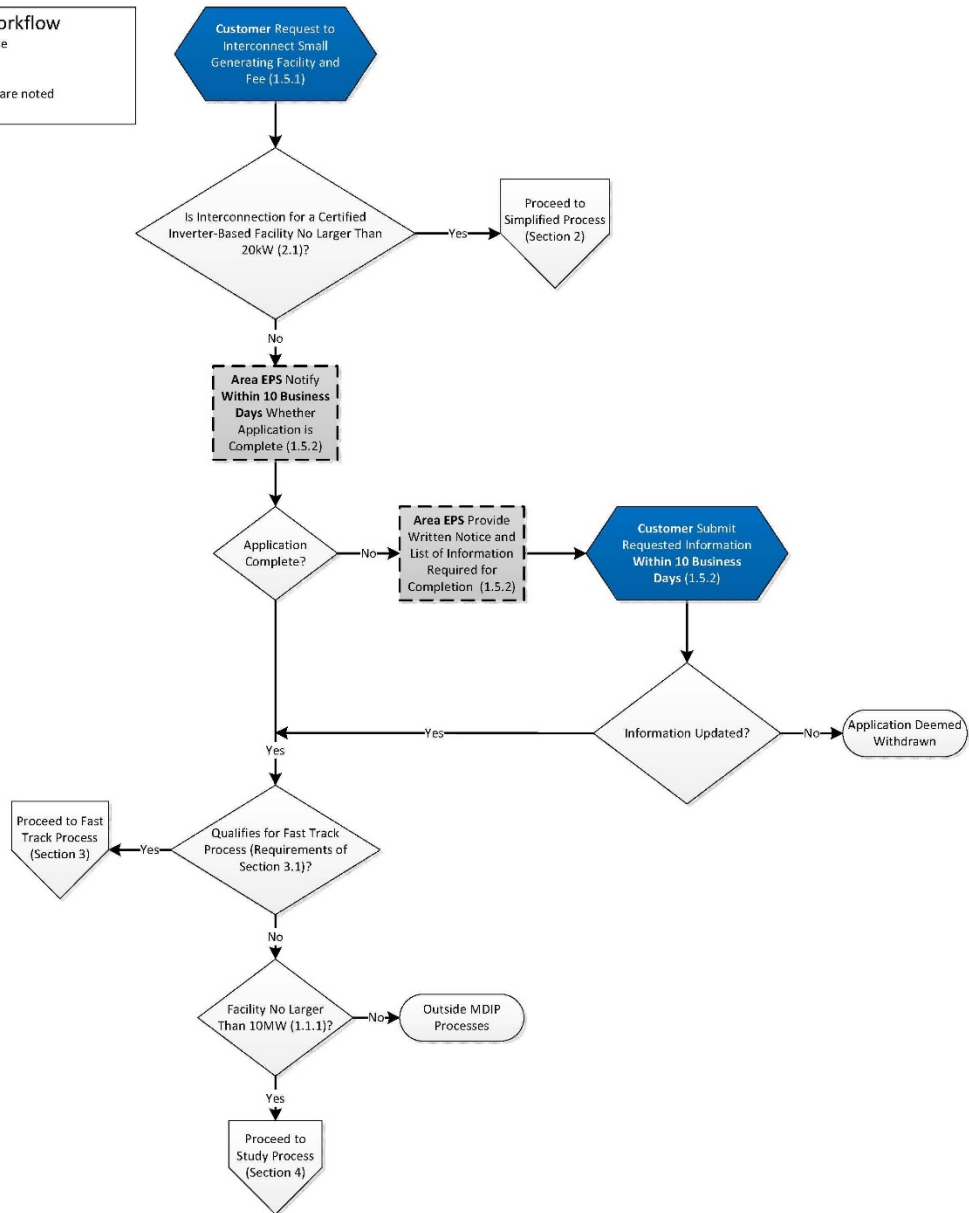 orkflow
e
are noted
Customer Request to
Interconnect Small
Generating Facility and
Fee (1.5.1)
Is Interconnection for a Certified
Inverter-Based Facility No Larger Than
20kW (2.1)?
Yes
Proceed to
Simplified Process
(Section 2)
No
Area EPS Notify
Within 10 Business
Days Whether
Application is
Complete (1.5.2)
Application
Complete?
No
Area EPS Provide
Written Notice and
List of Information
Required for
Completion (1.5.2)
Customer Submit
Requested Information
Within 10 Business
Days (1.5.2)
Information Updated?
No
Application Deemed
Withdrawn
Yes
Yes
Qualifies for Fast Track
Process (Requirements of
Section 3.1)?
Yes
Proceed to Fast
Track Process
(Section 3)
No
Facility No Larger
Than 10MW (1.1.1)?
No
Outside MDIP
Processes
Yes
Proceed to
Study Process
(Section 4)